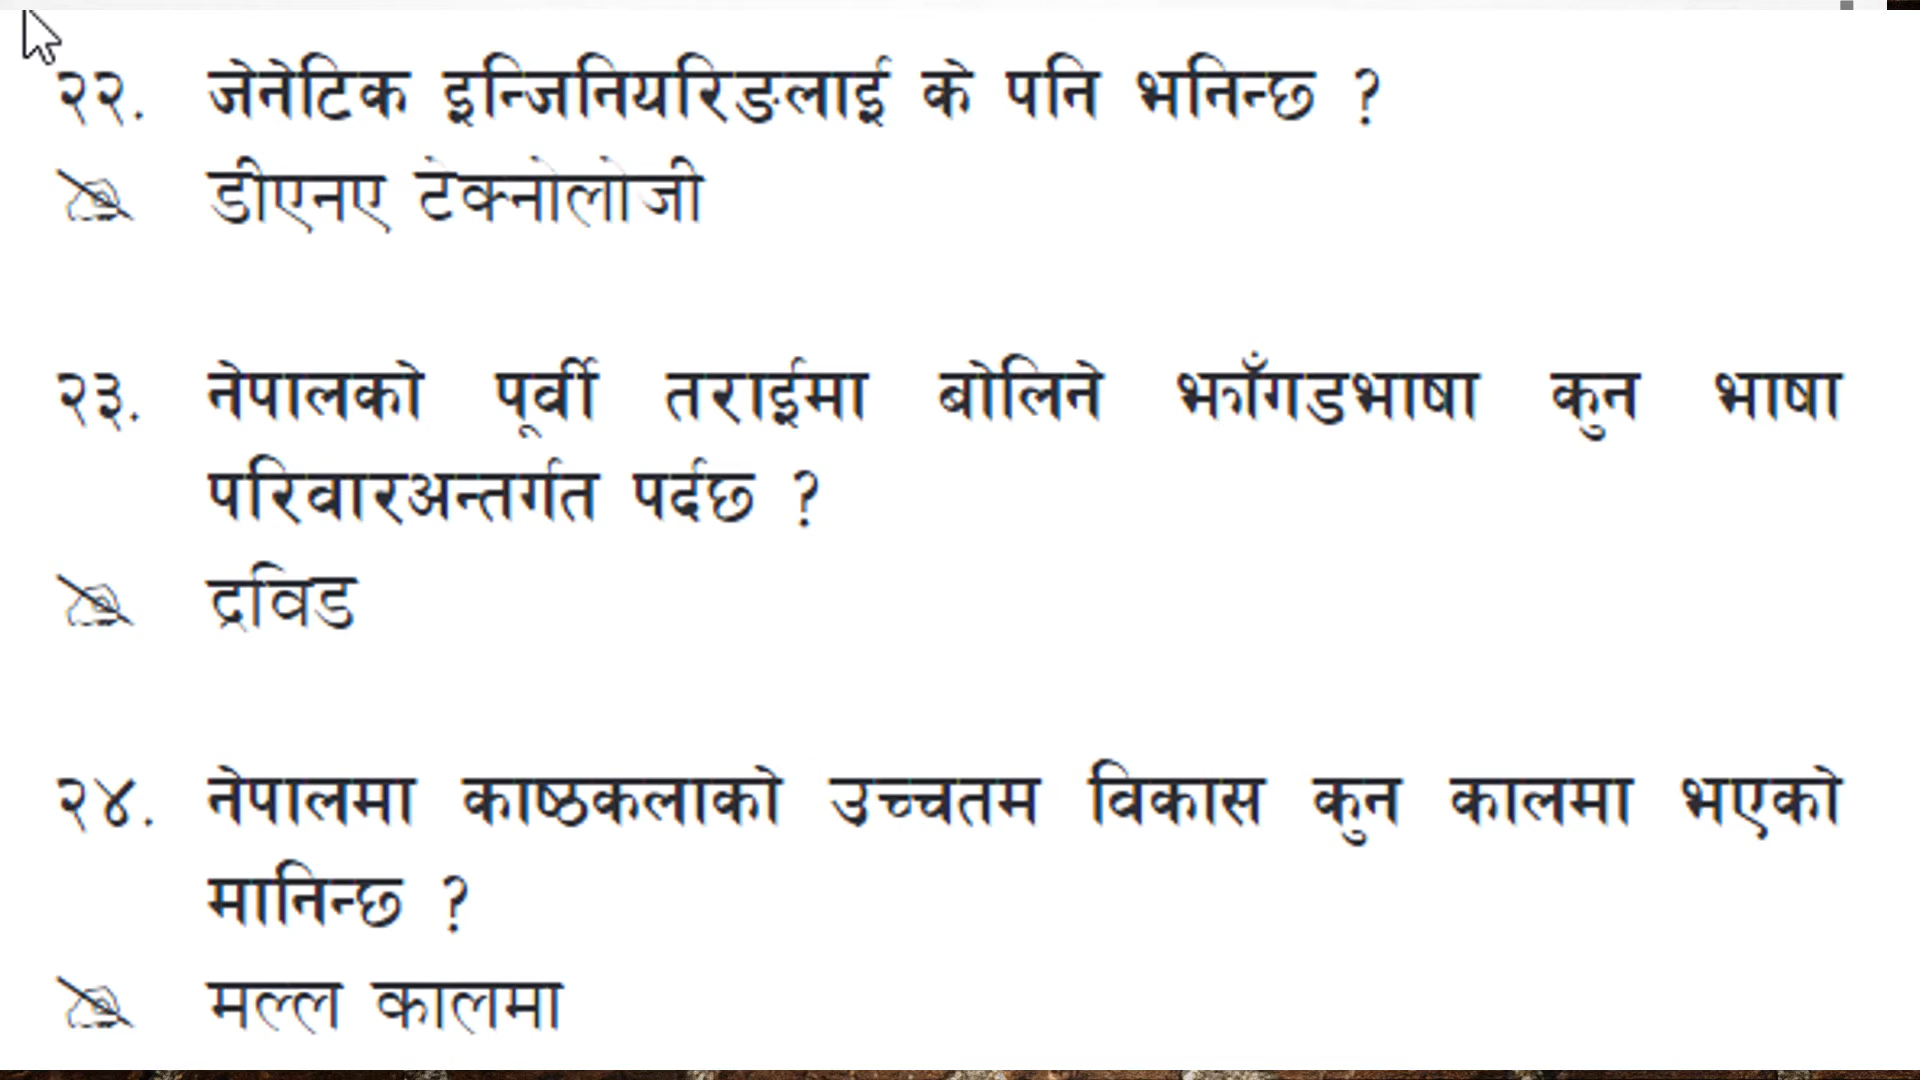 २२. जेनेटिक इन्जिनियरिङलाई के पनि भनिन्छ ?
डीएनए टेक्नोलोजी
२३. नेपालको पूर्वी तराईमा बोलिने झाँगडभाषा कुन भाषा
परिवारअन्तर्गत पर्दछ ?
द्रविड
२४. नेपालमा काष्ठकलाको उच्चतम विकास कुन कालमा भएको
मानिन्छ ?
मल्ल कालमा